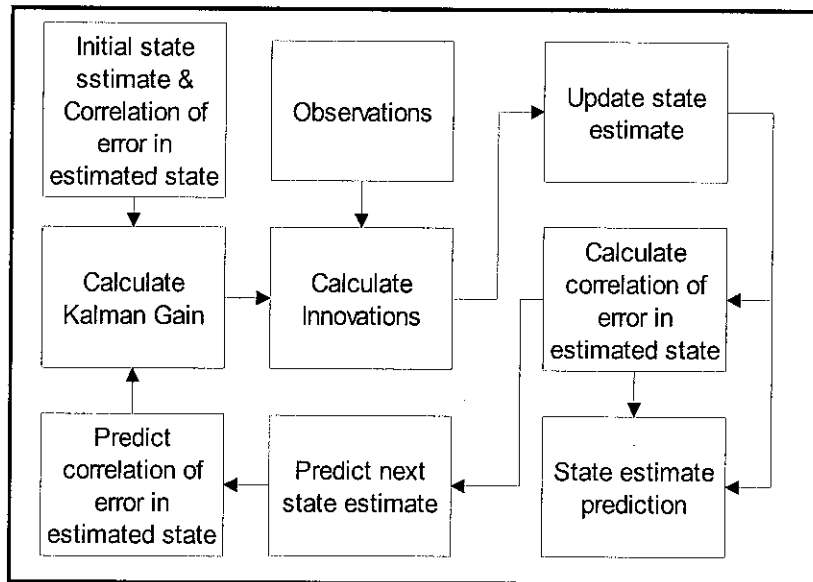 Initial state
sstimate &
Correlation of
error in
estimated state
Observations
Update state
estimate
Calculate
Kalman Gain
Calculate
Innovations
Calculate
correlation of
error in
estimated state
Predict
correlation of
error in
estimated state
Predict next
state estimate
State estimate
prediction